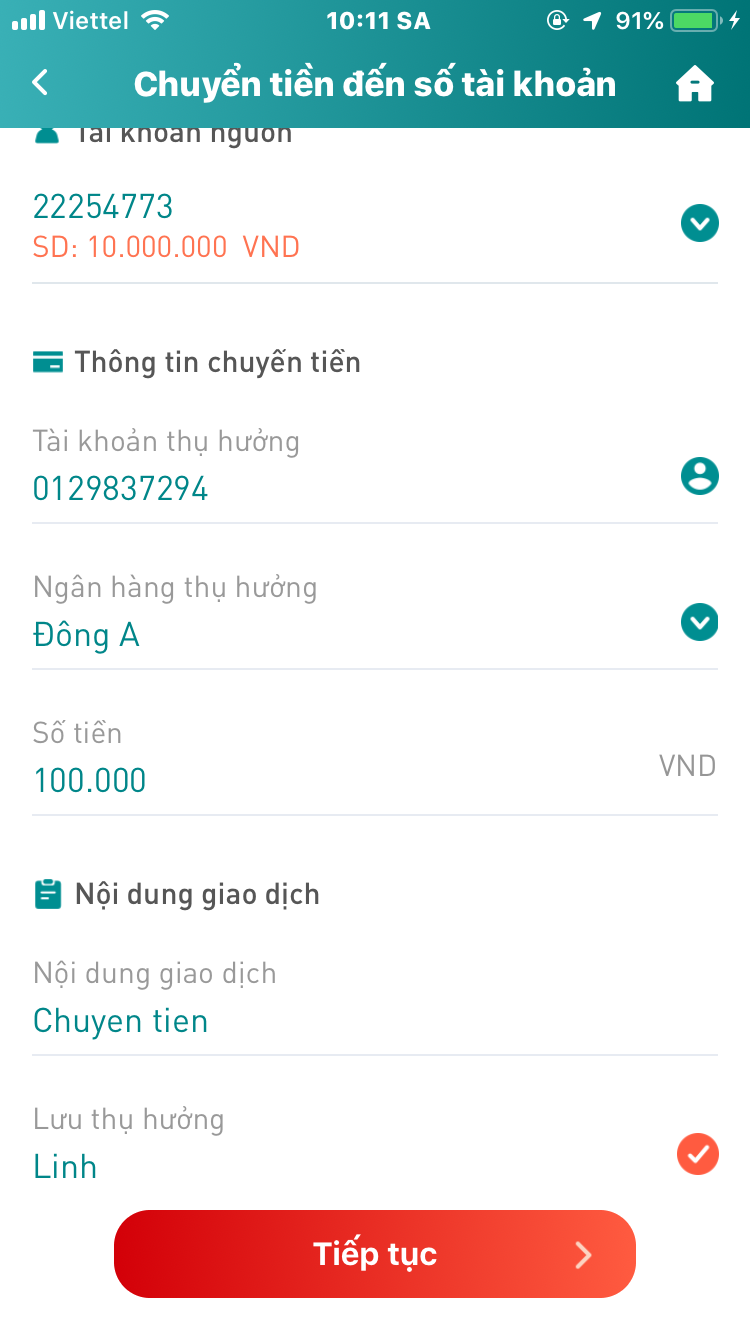 Viettel 10:11 SA 91%
Chuyển tiền đến số tài khoản
Tài khoản nguồn
22254773
SD: 10.000.000 VND
Thông tin chuyến tiền
Tài khoản thụ hưởng
0129837294
Ngân hàng thụ hưởng
Đông A
Số tiền
100.000
VND
Nội dung giao dịch
Nội dung giao dịch
Chuyen tien
Lưu thụ hưởng
Linh
Tiếp tục